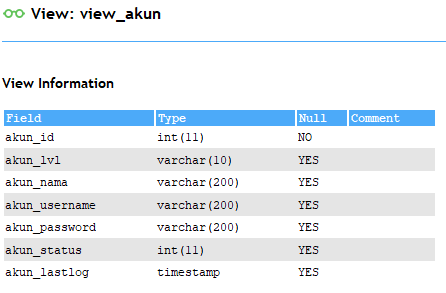 View: view_akun
View Information
Field Type Null Comment
akun_id int(11) NO
akun_lvl varchar(10) YES
akun_nama varchar(200) YES
akun_username varchar(200) YES
akun_password varchar(200) YES
akun_status int(11) YES
akun_lastlog timestamp YES